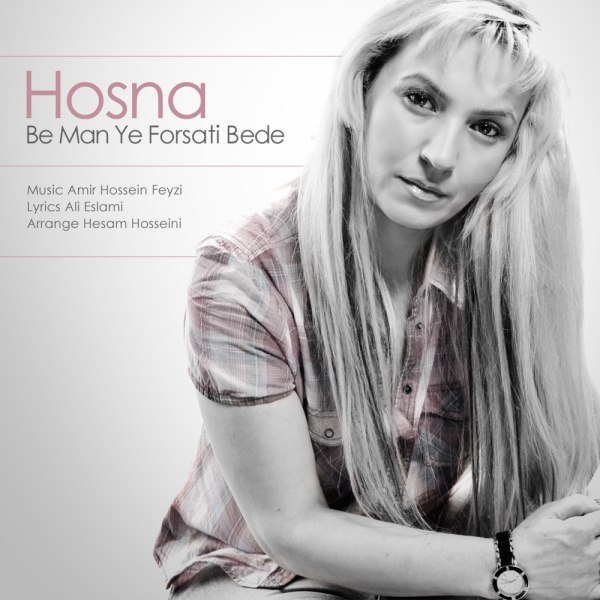 Hosna
Be Man Ye Forsati Bede
Music Amir Hossein Feyzi
Lyrics Ali Eslami
Arrange Hesam Hosseini